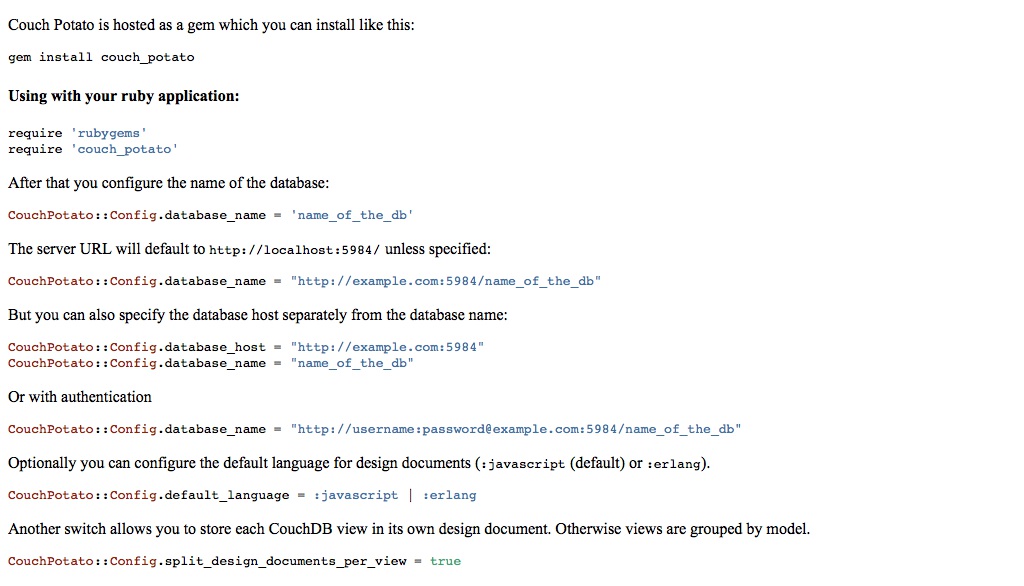 Couch Potato is hosted as a gem which you can install like this:
gem install couch_potato
Using with your ruby application:
require 'rubygems'
require 'couch_potato'
After that you configure the name of the database:
CouchPotato::Config.database_name = 'name_of_the_db'
The server URL will default to http://localhost:5984/ unless specified:
CouchPotato::Config.database_name = "http://example.com:5984/name_of_the_db"
But you can also specify the database host separately from the database name:
CouchPotato::Config.database_host = "http://example.com:5984"
CouchPotato::Config.database_name = "name_of_the_db"
Or with authentication
CouchPotato::Config.database_name = "http://username:password@example.com:5984/name_of_the_db"
Optionally you can configure the default language for design documents (:javascript (default) or :erlang).
CouchPotato::Config.default_language = :javascript | :erlang
Another switch allows you to store each CouchDB view in its own design document. Otherwise views are grouped by model.
CouchPotato::Config.split_design_documents_per_view = true